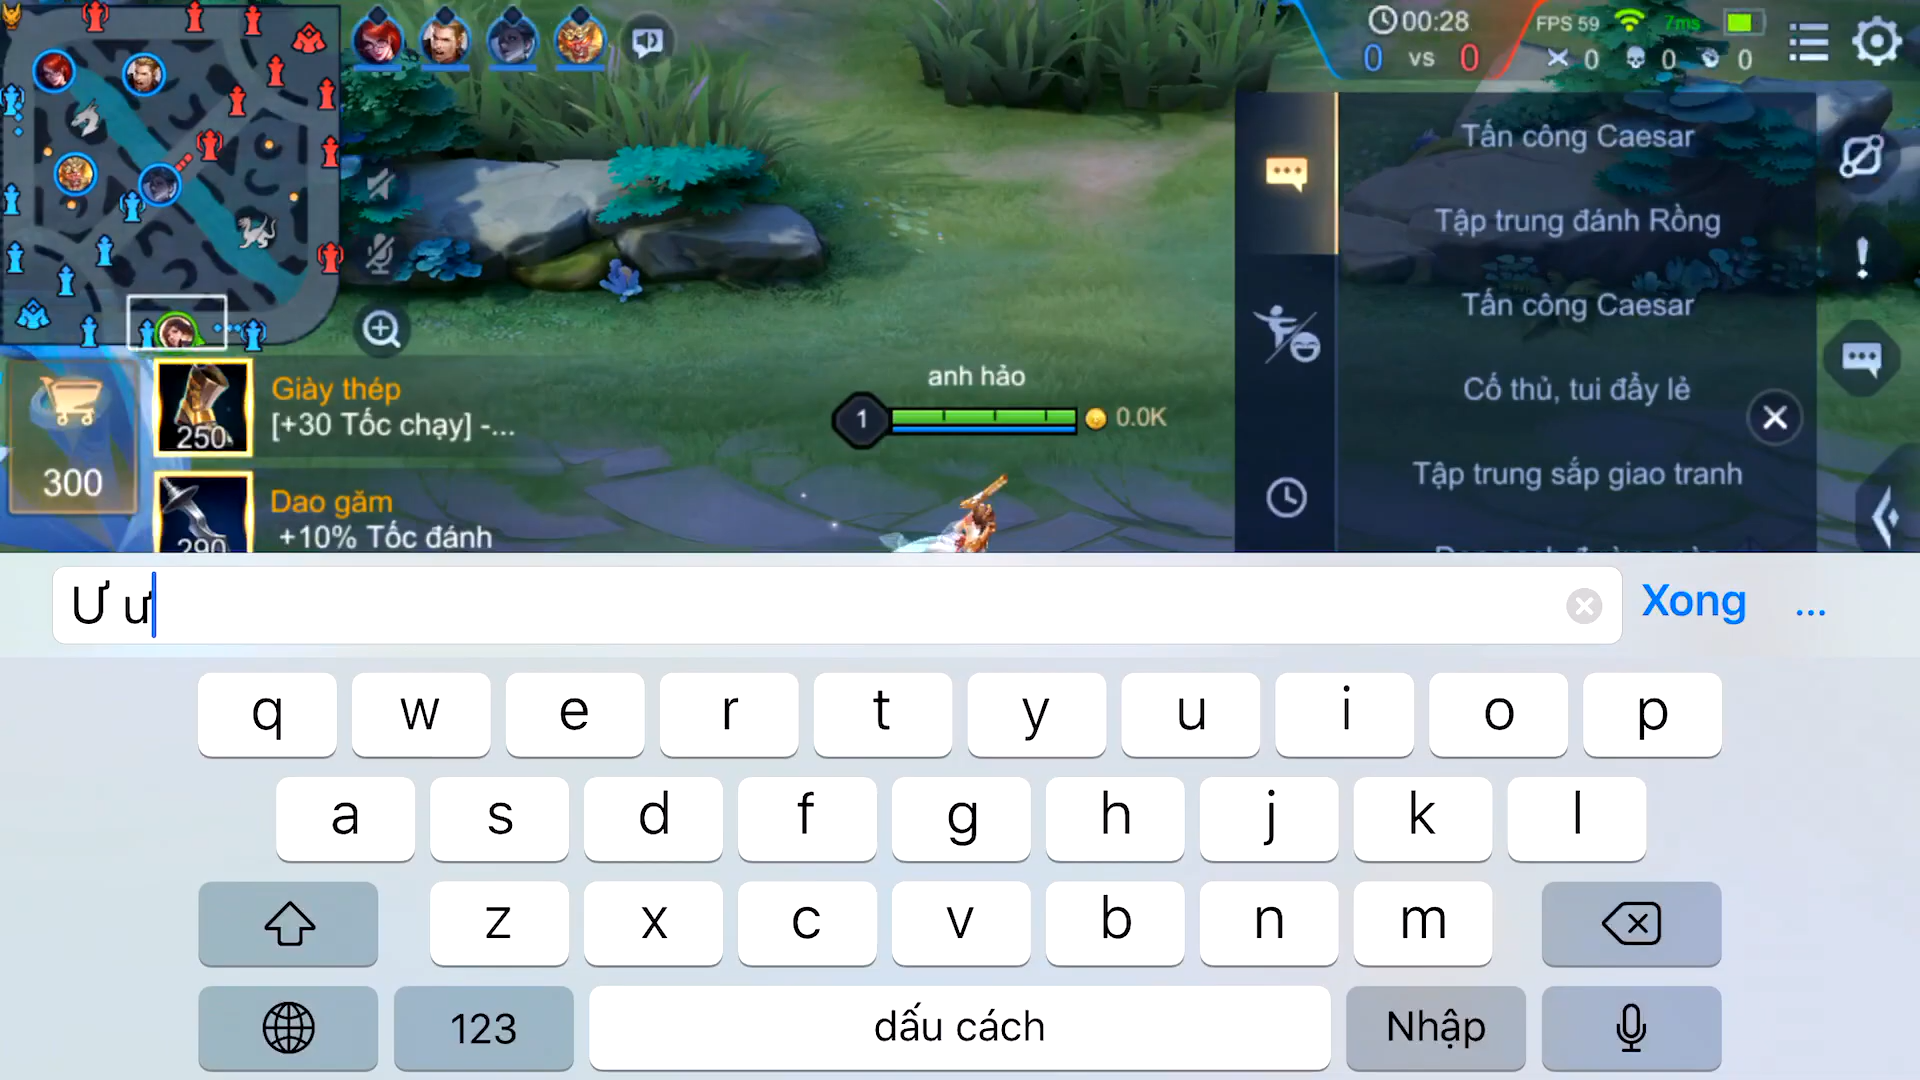 00:28
FPS 59
7ms
0 vs 0
0
0
0
Tấn công Caesar
Tập trung đánh Rồng
Tấn công Caesar
Cố thủ, tui đẩy lẻ
Tập trung sắp giao tranh
anh hảo
1
0.0K
Giày thép
[+30 Tốc chạy] -...
250
300
Dao găm
+10% Tốc đánh
290
Ư ư
Xong
...
q w e r t y u i o p
a s d f g h j k l
z x c v b n m
123
dấu cách
Nhập